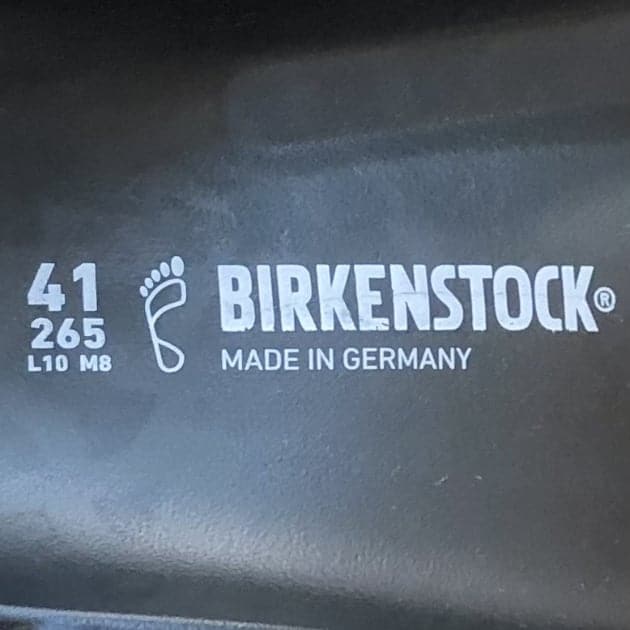 41
265
L10 M8
BIRKENSTOCK®
MADE IN GERMANY